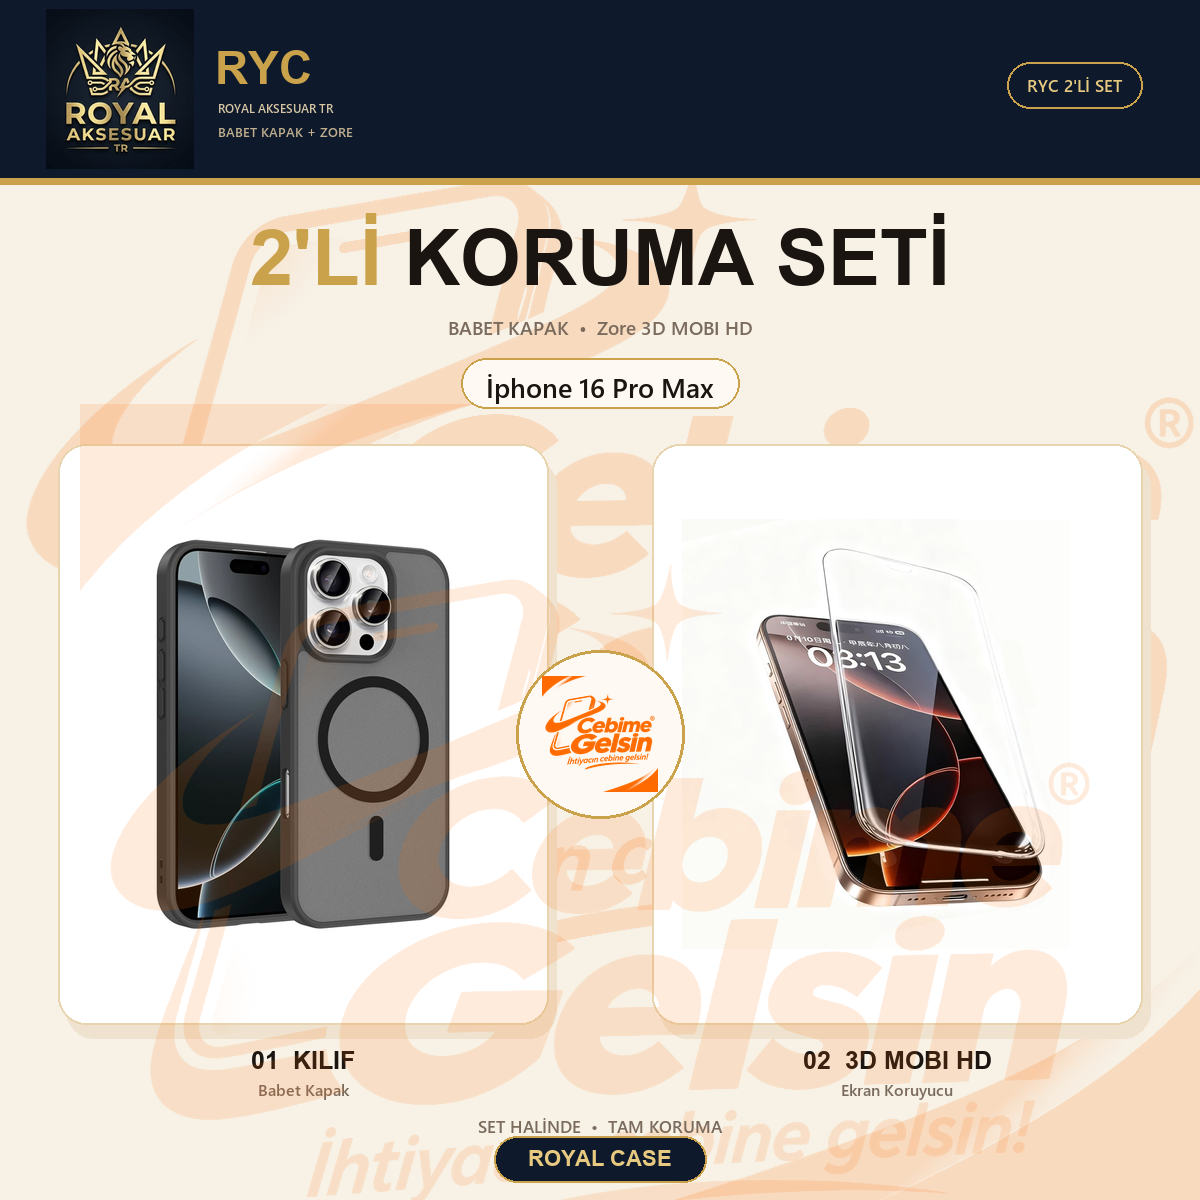 ROYAL
AKSESUAR
TR
RYC
ROYAL AKSESUAR TR
BABET KAPAK + ZORE
RYC 2'Lİ SET
2'Lİ KORUMA SETİ
BABET KAPAK • Zore 3D MOBI HD
İphone 16 Pro Max
08:13
Cebime®
Gelsin
İhtiyacın cebine gelsin!
Cebime®
Gelsin
01 KILIF
Babet Kapak
02 3D MOBI HD
Ekran Koruyucu
SET HALİNDE • TAM KORUMA
ROYAL CASE